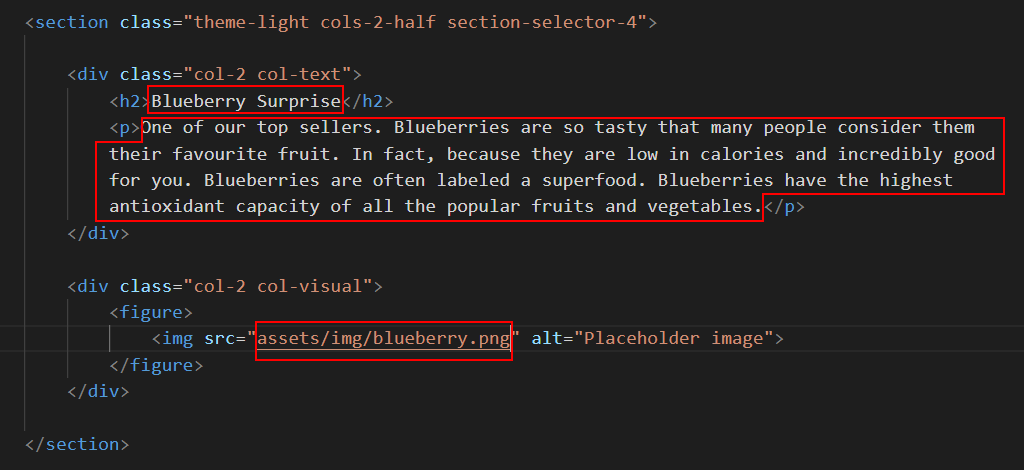 <section class="theme-light cols-2-half section-selector-4">
<div class="col-2 col-text">
<h2>Blueberry Surprise</h2>
<p>One of our top sellers. Blueberries are so tasty that many people consider them
their favourite fruit. In fact, because they are low in calories and incredibly good
for you. Blueberries are often labeled a superfood. Blueberries have the highest
antioxidant capacity of all the popular fruits and vegetables.</p>
</div>
<div class="col-2 col-visual">
<figure>
<img src="assets/img/blueberry.png" alt="Placeholder image">
</figure>
</div>
</section>